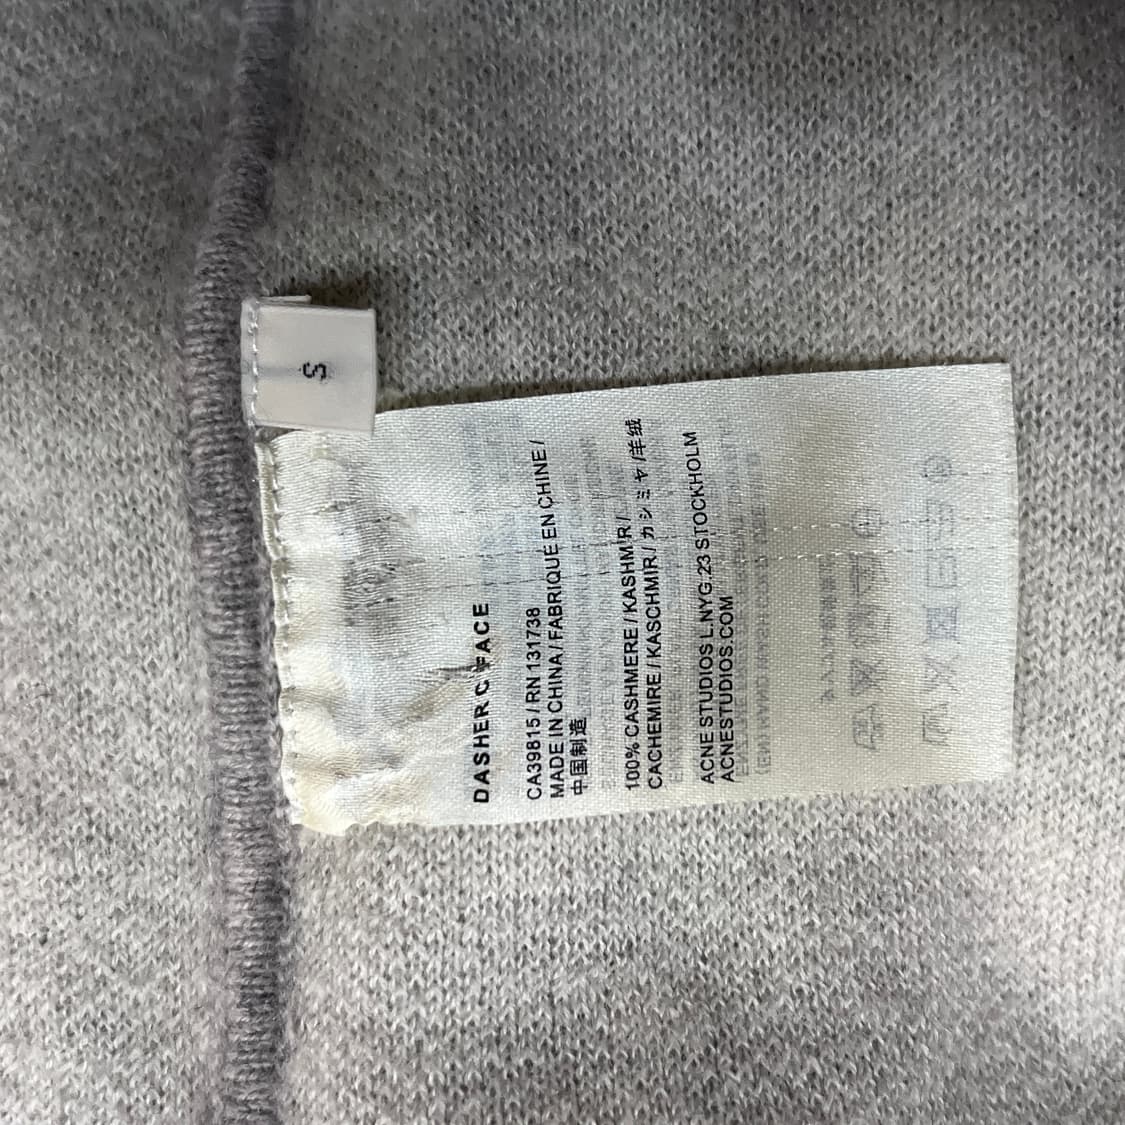 S
DASHER C FACE
CA39815 / RN 131738
MADE IN CHINA / FABRIQUE EN CHINE /
中国制造
100% CASHMERE / KASHMIR /
CACHEMIRE / KASCHMIR / カシミヤ /羊绒
ACNE STUDIOS L.NYG.23 STOCKHOLM
ACNESTUDIOS.COM